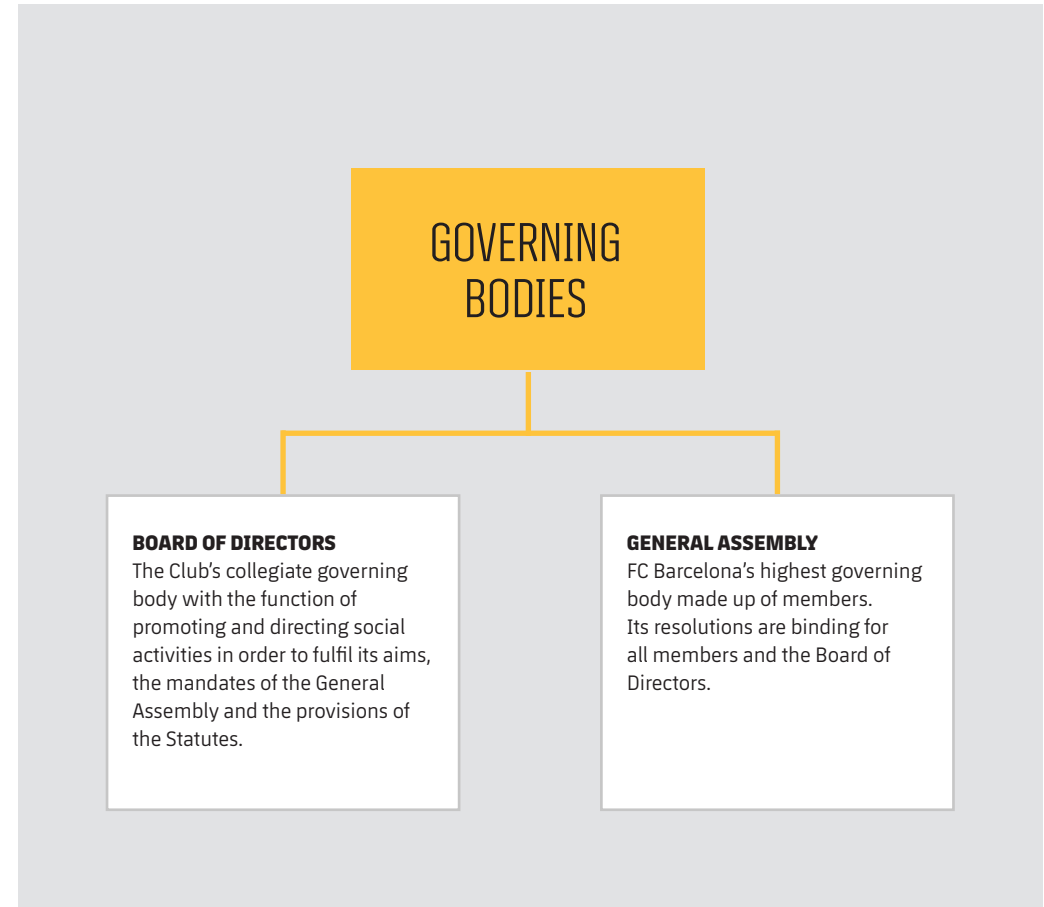 GOVERNING
BODIES
BOARD OF DIRECTORS
The Club’s collegiate governing
body with the function of
promoting and directing social
activities in order to fulfil its aims,
the mandates of the General
Assembly and the provisions of
the Statutes.
GENERAL ASSEMBLY
FC Barcelona’s highest governing
body made up of members.
Its resolutions are binding for
all members and the Board of
Directors.